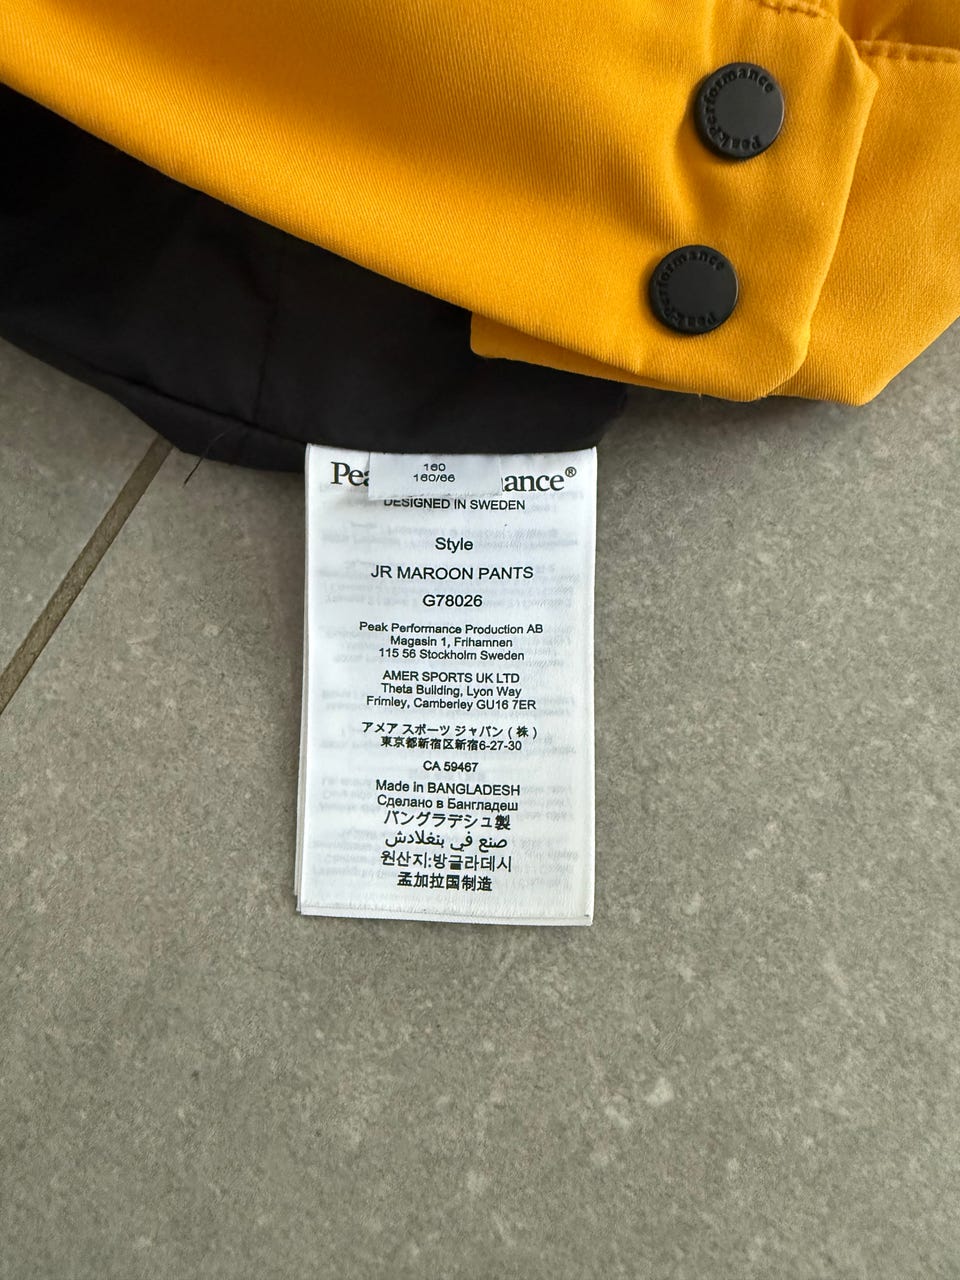 Peak Performance
Peak Performance
160
160/66
Pea ance®
DESIGNED IN SWEDEN
Style
JR MAROON PANTS
G78026
Peak Performance Production AB
Magasin 1, Frihamnen
115 56 Stockholm Sweden
AMER SPORTS UK LTD
Theta Building, Lyon Way
Frimley, Camberley GU16 7ER
アメア スポーツ ジャパン ( 株 )
東京都新宿区新宿6-27-30
CA 59467
Made in BANGLADESH
Сделано в Бангладеш
バングラデシュ製
صنع في بنغلادش
원산지:방글라데시
孟加拉国制造